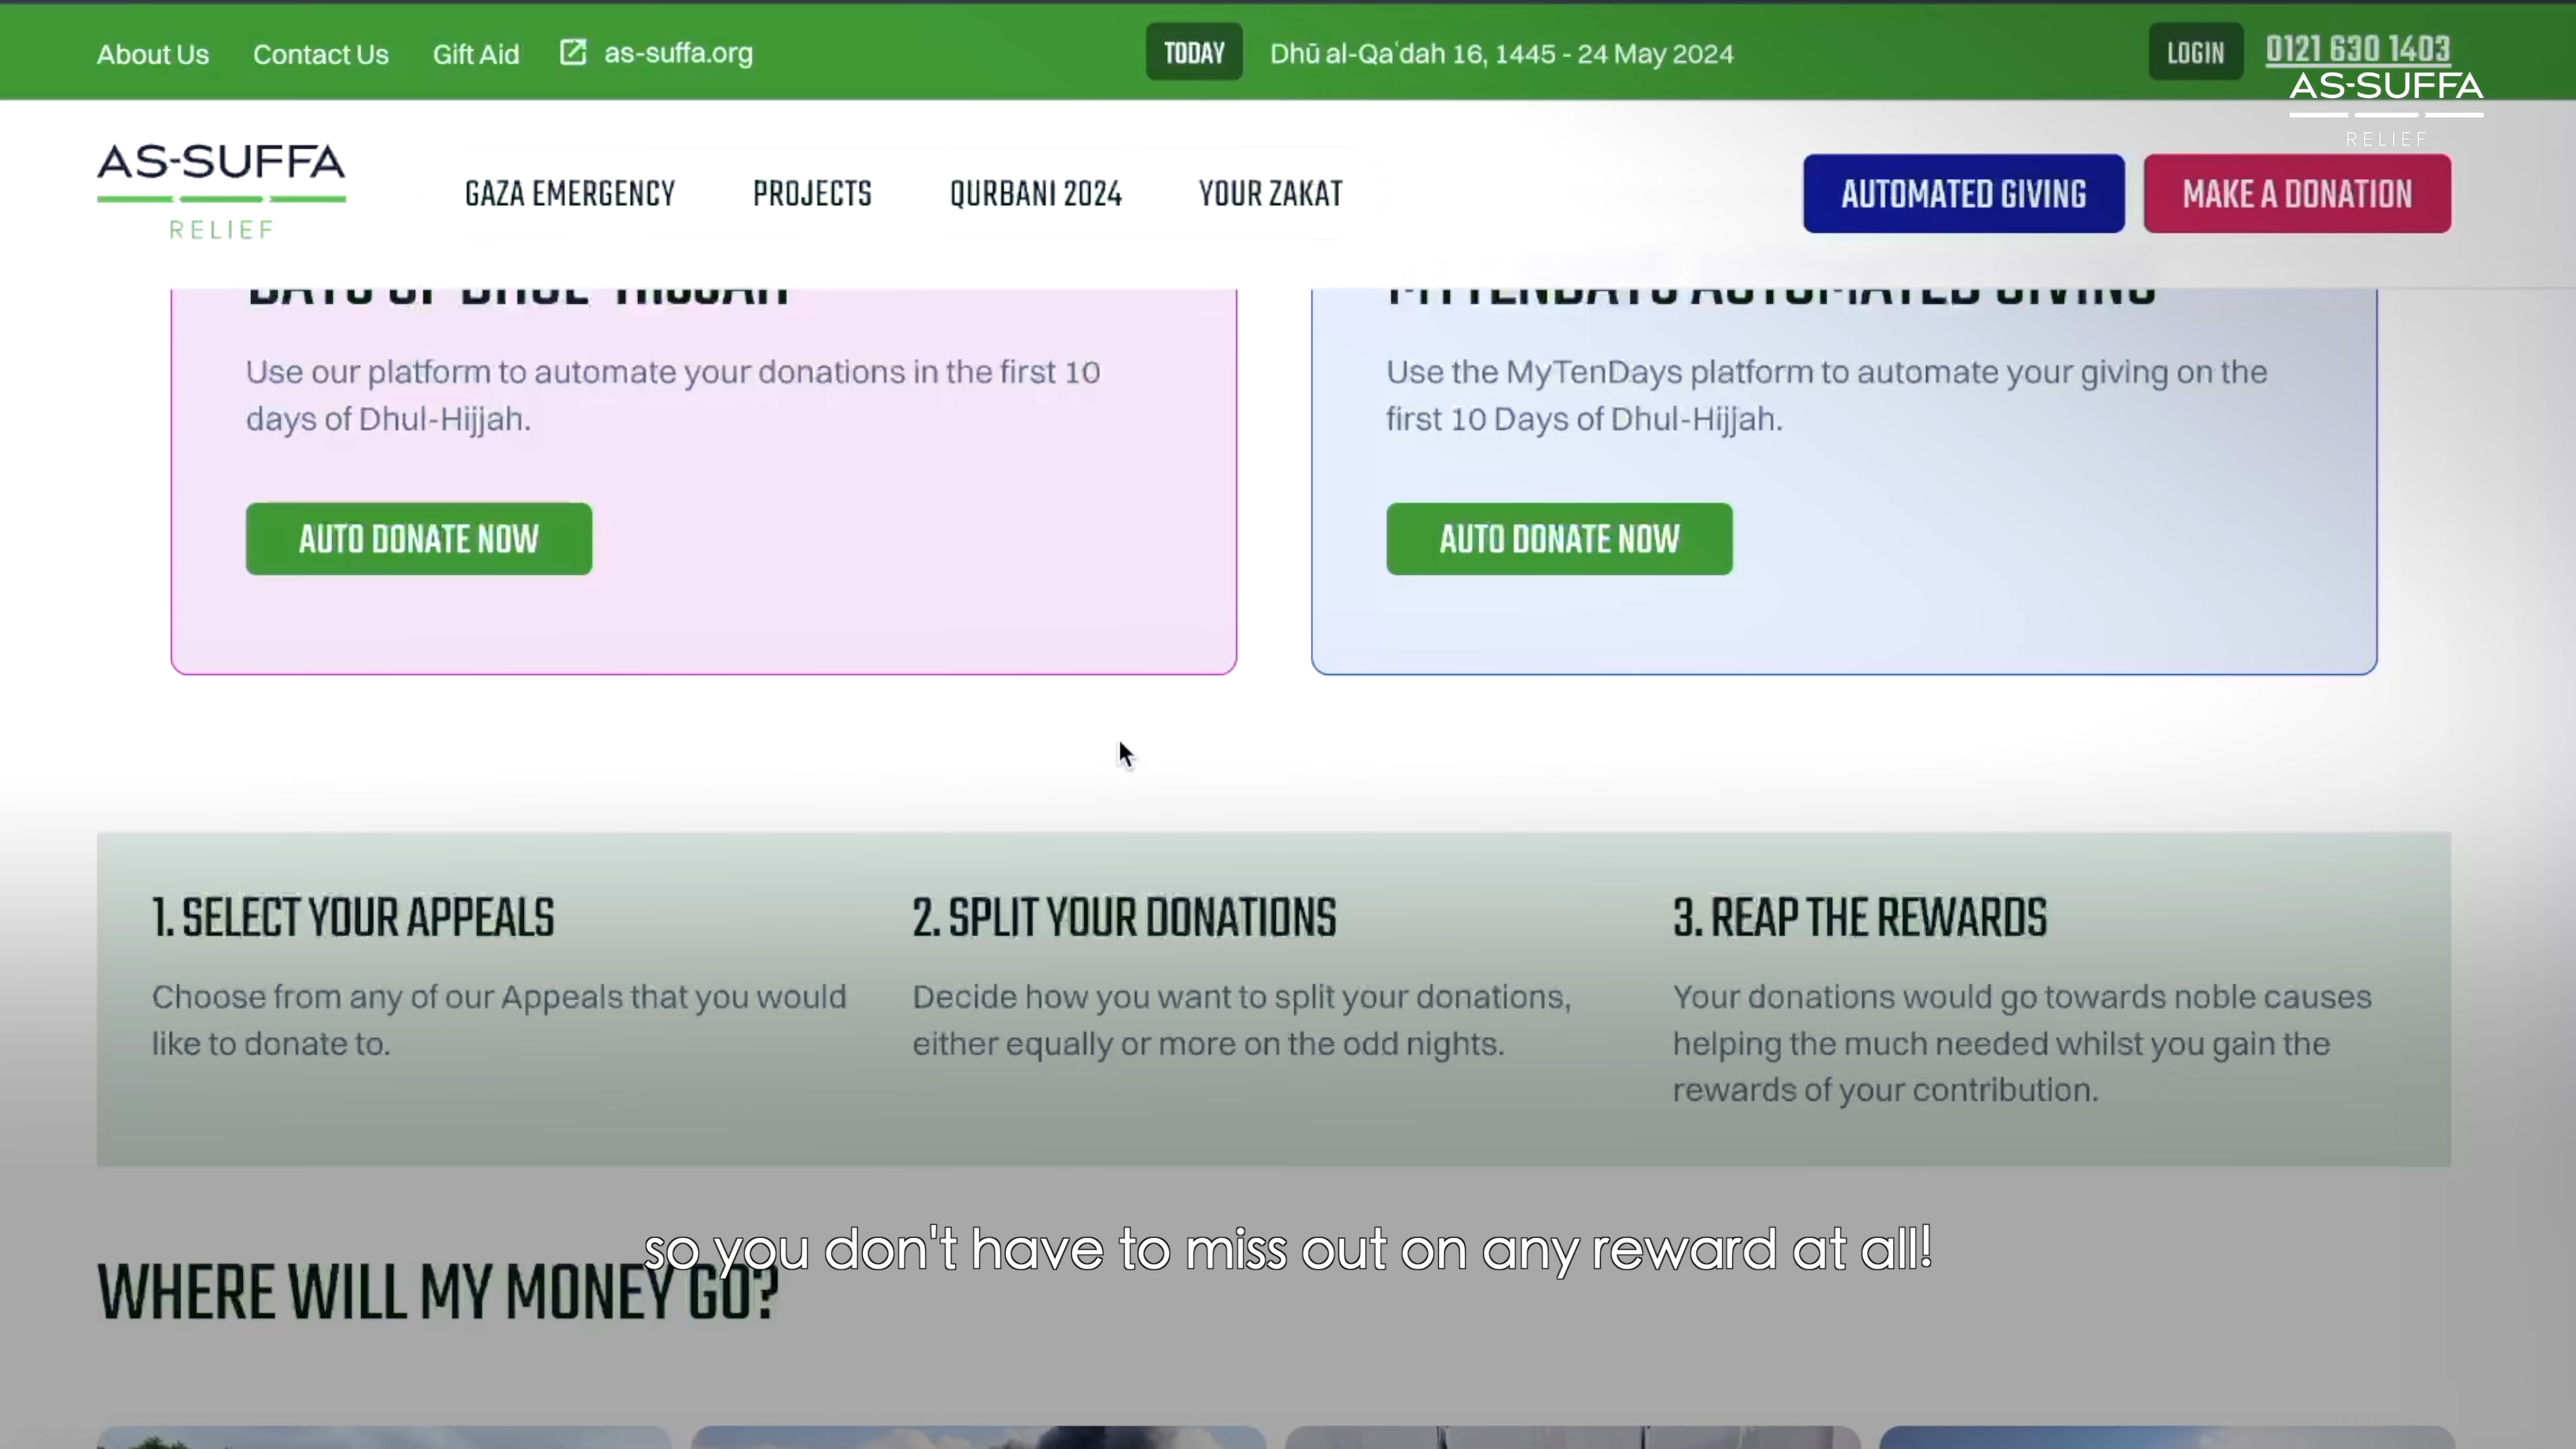 About Us
Contact Us
Gift Aid
as-suffa.org
TODAY
Dhū al-Qaʿdah 16, 1445 - 24 May 2024
LOGIN
0121 630 1403
AS-SUFFA
RELIEF
AS-SUFFA
RELIEF
GAZA EMERGENCY
PROJECTS
QURBANI 2024
YOUR ZAKAT
AUTOMATED GIVING
MAKE A DONATION
DAYS OF DHUL HIJJAH
Use our platform to automate your donations in the first 10
days of Dhul-Hijjah.
AUTO DONATE NOW
MYTENDAYS AUTOMATED GIVING
Use the MyTenDays platform to automate your giving on the
first 10 Days of Dhul-Hijjah.
AUTO DONATE NOW
1. SELECT YOUR APPEALS
Choose from any of our Appeals that you would
like to donate to.
2. SPLIT YOUR DONATIONS
Decide how you want to split your donations,
either equally or more on the odd nights.
3. REAP THE REWARDS
Your donations would go towards noble causes
helping the much needed whilst you gain the
rewards of your contribution.
so you don't have to miss out on any reward at all!
WHERE WILL MY MONEY GO?